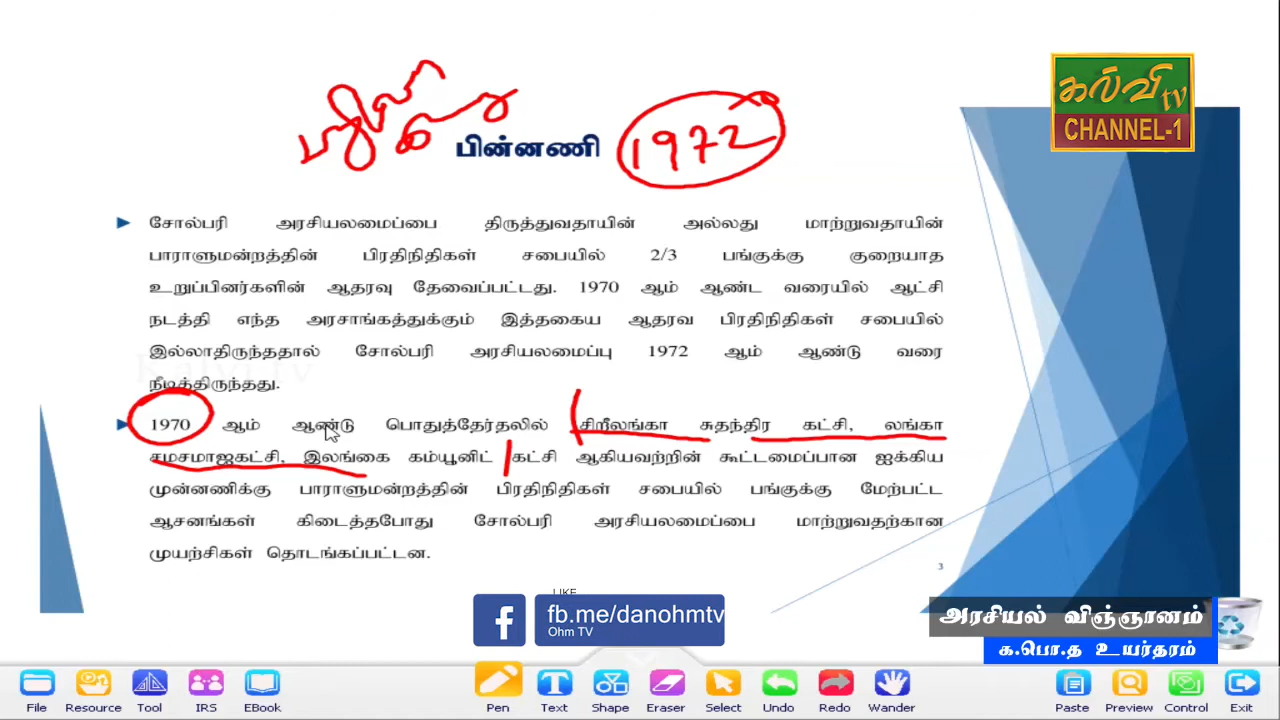 கல்வி tv
CHANNEL-1
பின்னணி 1972
சோல்பரி அரசியலமைப்பை திருத்துவதாயின் அல்லது மாற்றுவதாயின்
பாராளுமன்றத்தின் பிரதிநிதிகள் சபையில் 2/3 பங்குக்கு குறையாத
உறுப்பினர்களின் ஆதரவு தேவைப்பட்டது. 1970 ஆம் ஆண்ட வரையில் ஆட்சி
நடத்தி எந்த அரசாங்கத்துக்கும் இத்தகைய ஆதரவ பிரதிநிதிகள் சபையில்
இல்லாதிருந்ததால் சோல்பரி அரசியலமைப்பு 1972 ஆம் ஆண்டு வரை
நீடித்திருந்தது.
1970 ஆம் ஆண்டு பொதுத்தேர்தலில் சிறீலங்கா சுதந்திர கட்சி, லங்கா
சமசமாஜகட்சி, இலங்கை கம்யூனிட் கட்சி ஆகியவற்றின் கூட்டமைப்பான ஐக்கிய
முன்னணிக்கு பாராளுமன்றத்தின் பிரதிநிதிகள் சபையில் பங்குக்கு மேற்பட்ட
ஆசனங்கள் கிடைத்தபோது சோல்பரி அரசியலமைப்பை மாற்றுவதற்கான
முயற்சிகள் தொடங்கப்பட்டன.
3
LIKE
fb.me/danohmtv
Ohm TV
அரசியல் விஞ்ஞானம்
க.பொ.த உயர்தரம்
File Resource Tool IRS EBook Pen Text Shape Eraser Select Undo Redo Wander Paste Preview Control Exit